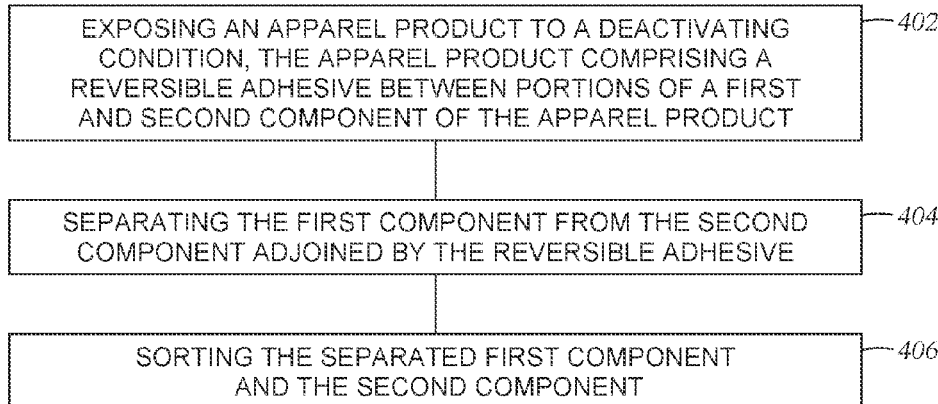 EXPOSING AN APPAREL PRODUCT TO A DEACTIVATING
CONDITION, THE APPAREL PRODUCT COMPRISING A
REVERSIBLE ADHESIVE BETWEEN PORTIONS OF A FIRST
AND SECOND COMPONENT OF THE APPAREL PRODUCT
402
SEPARATING THE FIRST COMPONENT FROM THE SECOND
COMPONENT ADJOINED BY THE REVERSIBLE ADHESIVE
404
SORTING THE SEPARATED FIRST COMPONENT
AND THE SECOND COMPONENT
406